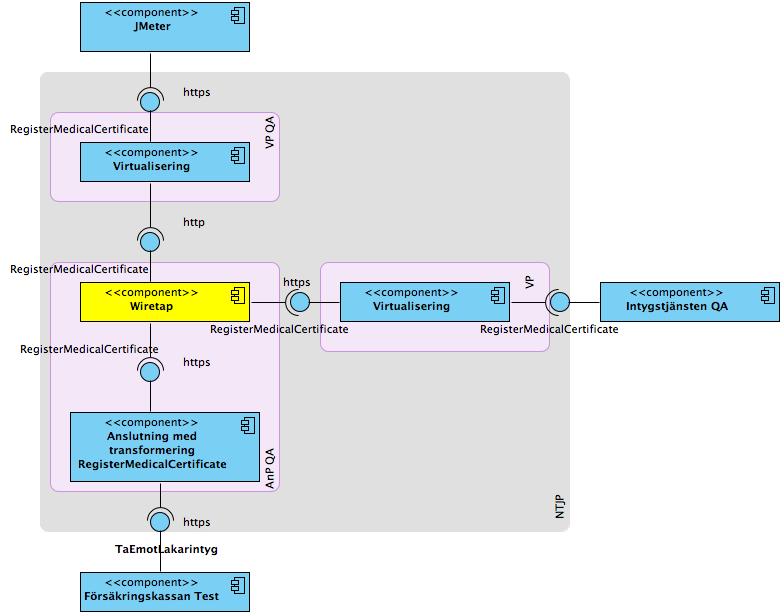 <<component>>
JMeter
https
RegisterMedicalCertificate
VP QA
<<component>>
Virtualisering
http
RegisterMedicalCertificate
<<component>>
Wiretap
https
RegisterMedicalCertificate
<<component>>
Virtualisering
VP
RegisterMedicalCertificate
<<component>>
Intygstjänsten QA
RegisterMedicalCertificate
https
<<component>>
Anslutning med
transformering
RegisterMedicalCertificate
AnP QA
NTJP
https
TaEmotLakarintyg
<<component>>
Försäkringskassan Test